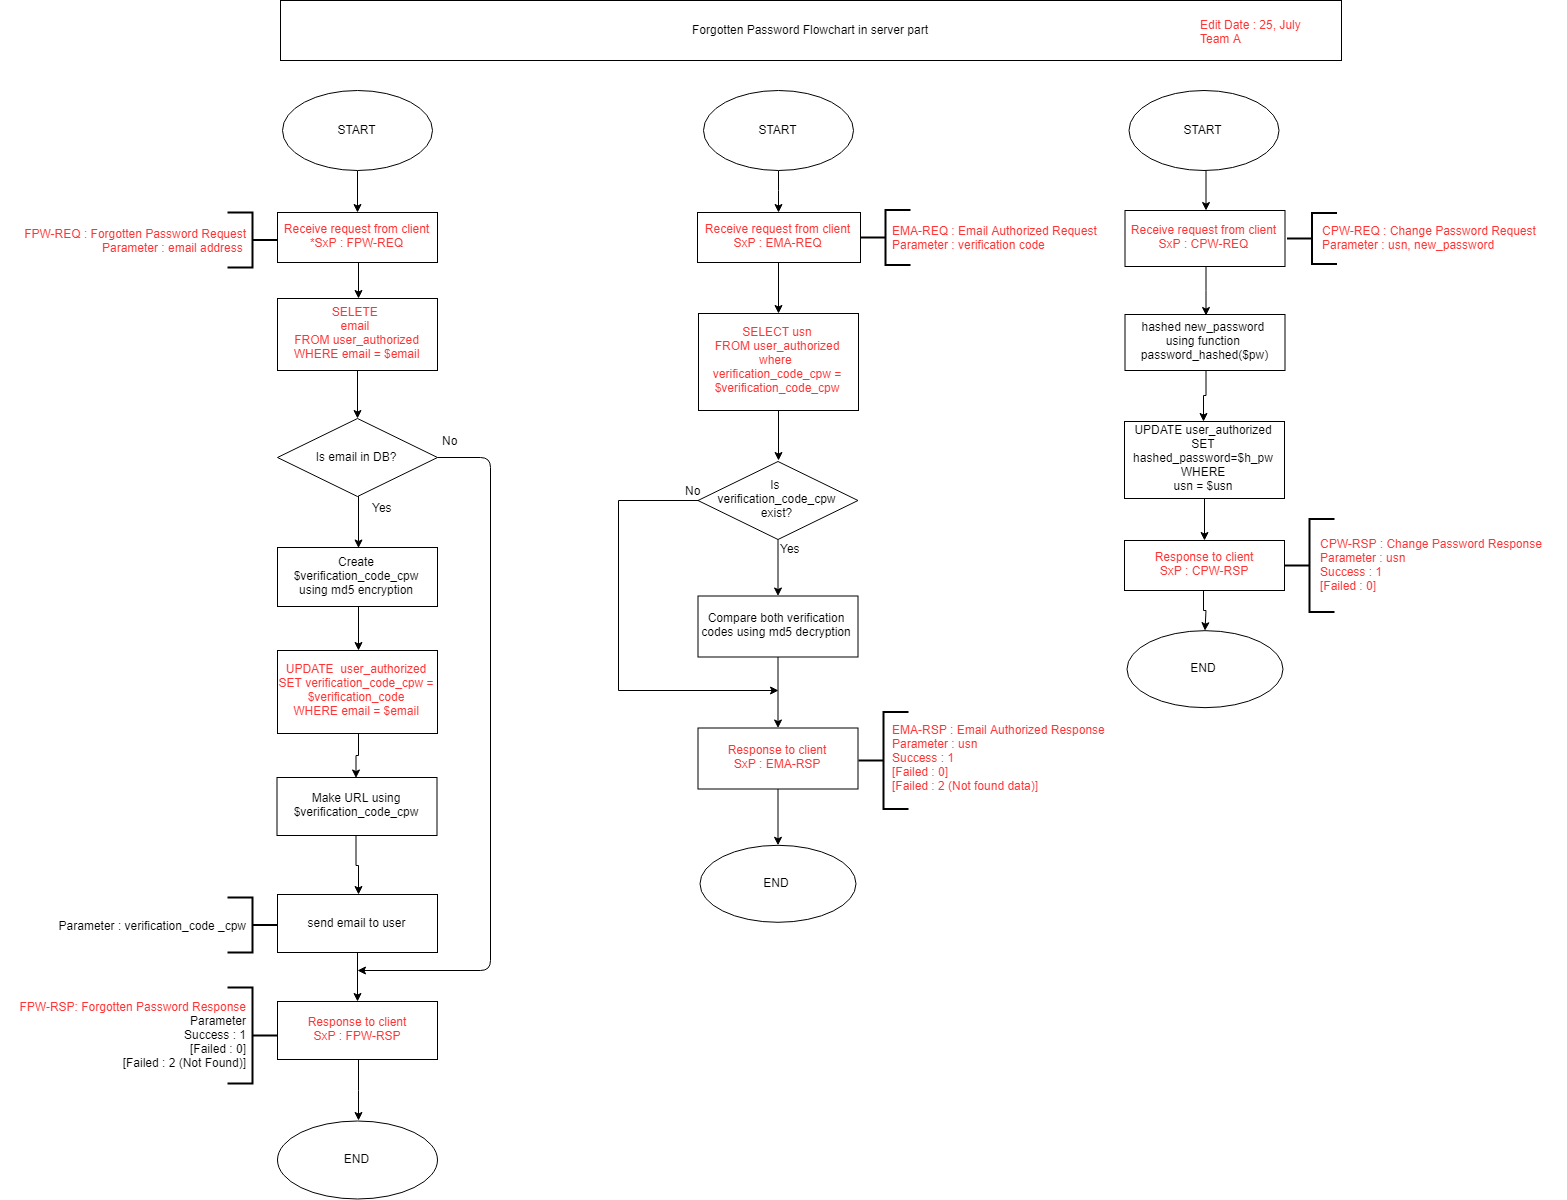 Forgotten Password Flowchart in server part
Edit Date : 25, July
Team A
START
FPW-REQ : Forgotten Password Request
Parameter : email address
Receive request from client
*SxP : FPW-REQ
SELETE
email
FROM user_authorized
WHERE email = $email
Is email in DB?
No
Yes
Create
$verification_code_cpw
using md5 encryption
UPDATE user_authorized
SET verification_code_cpw =
$verification_code
WHERE email = $email
Make URL using
$verification_code_cpw
Parameter : verification_code _cpw
send email to user
FPW-RSP: Forgotten Password Response
Parameter
Success : 1
[Failed : 0]
[Failed : 2 (Not Found)]
Response to client
SxP : FPW-RSP
END
START
Receive request from client
SxP : EMA-REQ
EMA-REQ : Email Authorized Request
Parameter : verification code
SELECT usn
FROM user_authorized
where
verification_code_cpw =
$verification_code_cpw
Is
verification_code_cpw
exist?
No
Yes
Compare both verification
codes using md5 decryption
Response to client
SxP : EMA-RSP
EMA-RSP : Email Authorized Response
Parameter : usn
Success : 1
[Failed : 0]
[Failed : 2 (Not found data)]
END
START
Receive request from client
SxP : CPW-REQ
CPW-REQ : Change Password Request
Parameter : usn, new_password
hashed new_password
using function
password_hashed($pw)
UPDATE user_authorized
SET
hashed_password=$h_pw
WHERE
usn = $usn
Response to client
SxP : CPW-RSP
CPW-RSP : Change Password Response
Parameter : usn
Success : 1
[Failed : 0]
END